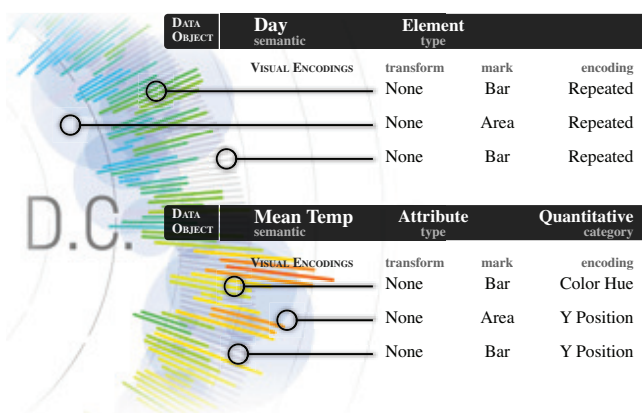 DATA OBJECT Day semantic Element type
VISUAL ENCODINGS transform mark encoding
None Bar Repeated
None Area Repeated
None Bar Repeated
D.C.
DATA OBJECT Mean Temp semantic Attribute type Quantitative category
VISUAL ENCODINGS transform mark encoding
None Bar Color Hue
None Area Y Position
None Bar Y Position